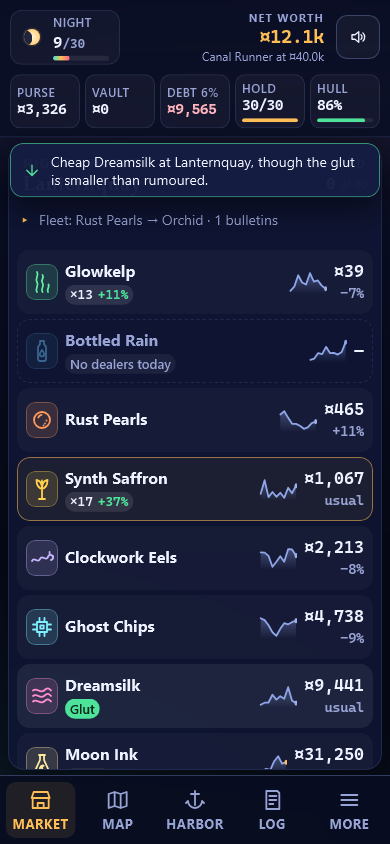 NIGHT
9/30
NET WORTH
¤12.1k
Canal Runner at ¤40.0k
PURSE
¤3,326
VAULT
¤0
DEBT 6%
¤9,565
HOLD
30/30
HULL
86%
Cheap Dreamsilk at Lanternquay, though the glut
is smaller than rumoured.
Fleet: Rust Pearls → Orchid · 1 bulletins
Glowkelp
×13 +11%
¤39
−7%
Bottled Rain
No dealers today
—
Rust Pearls
¤465
+11%
Synth Saffron
×17 +37%
¤1,067
usual
Clockwork Eels
¤2,213
−8%
Ghost Chips
¤4,738
−9%
Dreamsilk
Glut
¤9,441
usual
Moon Ink
¤31,250
MARKET
MAP
HARBOR
LOG
MORE